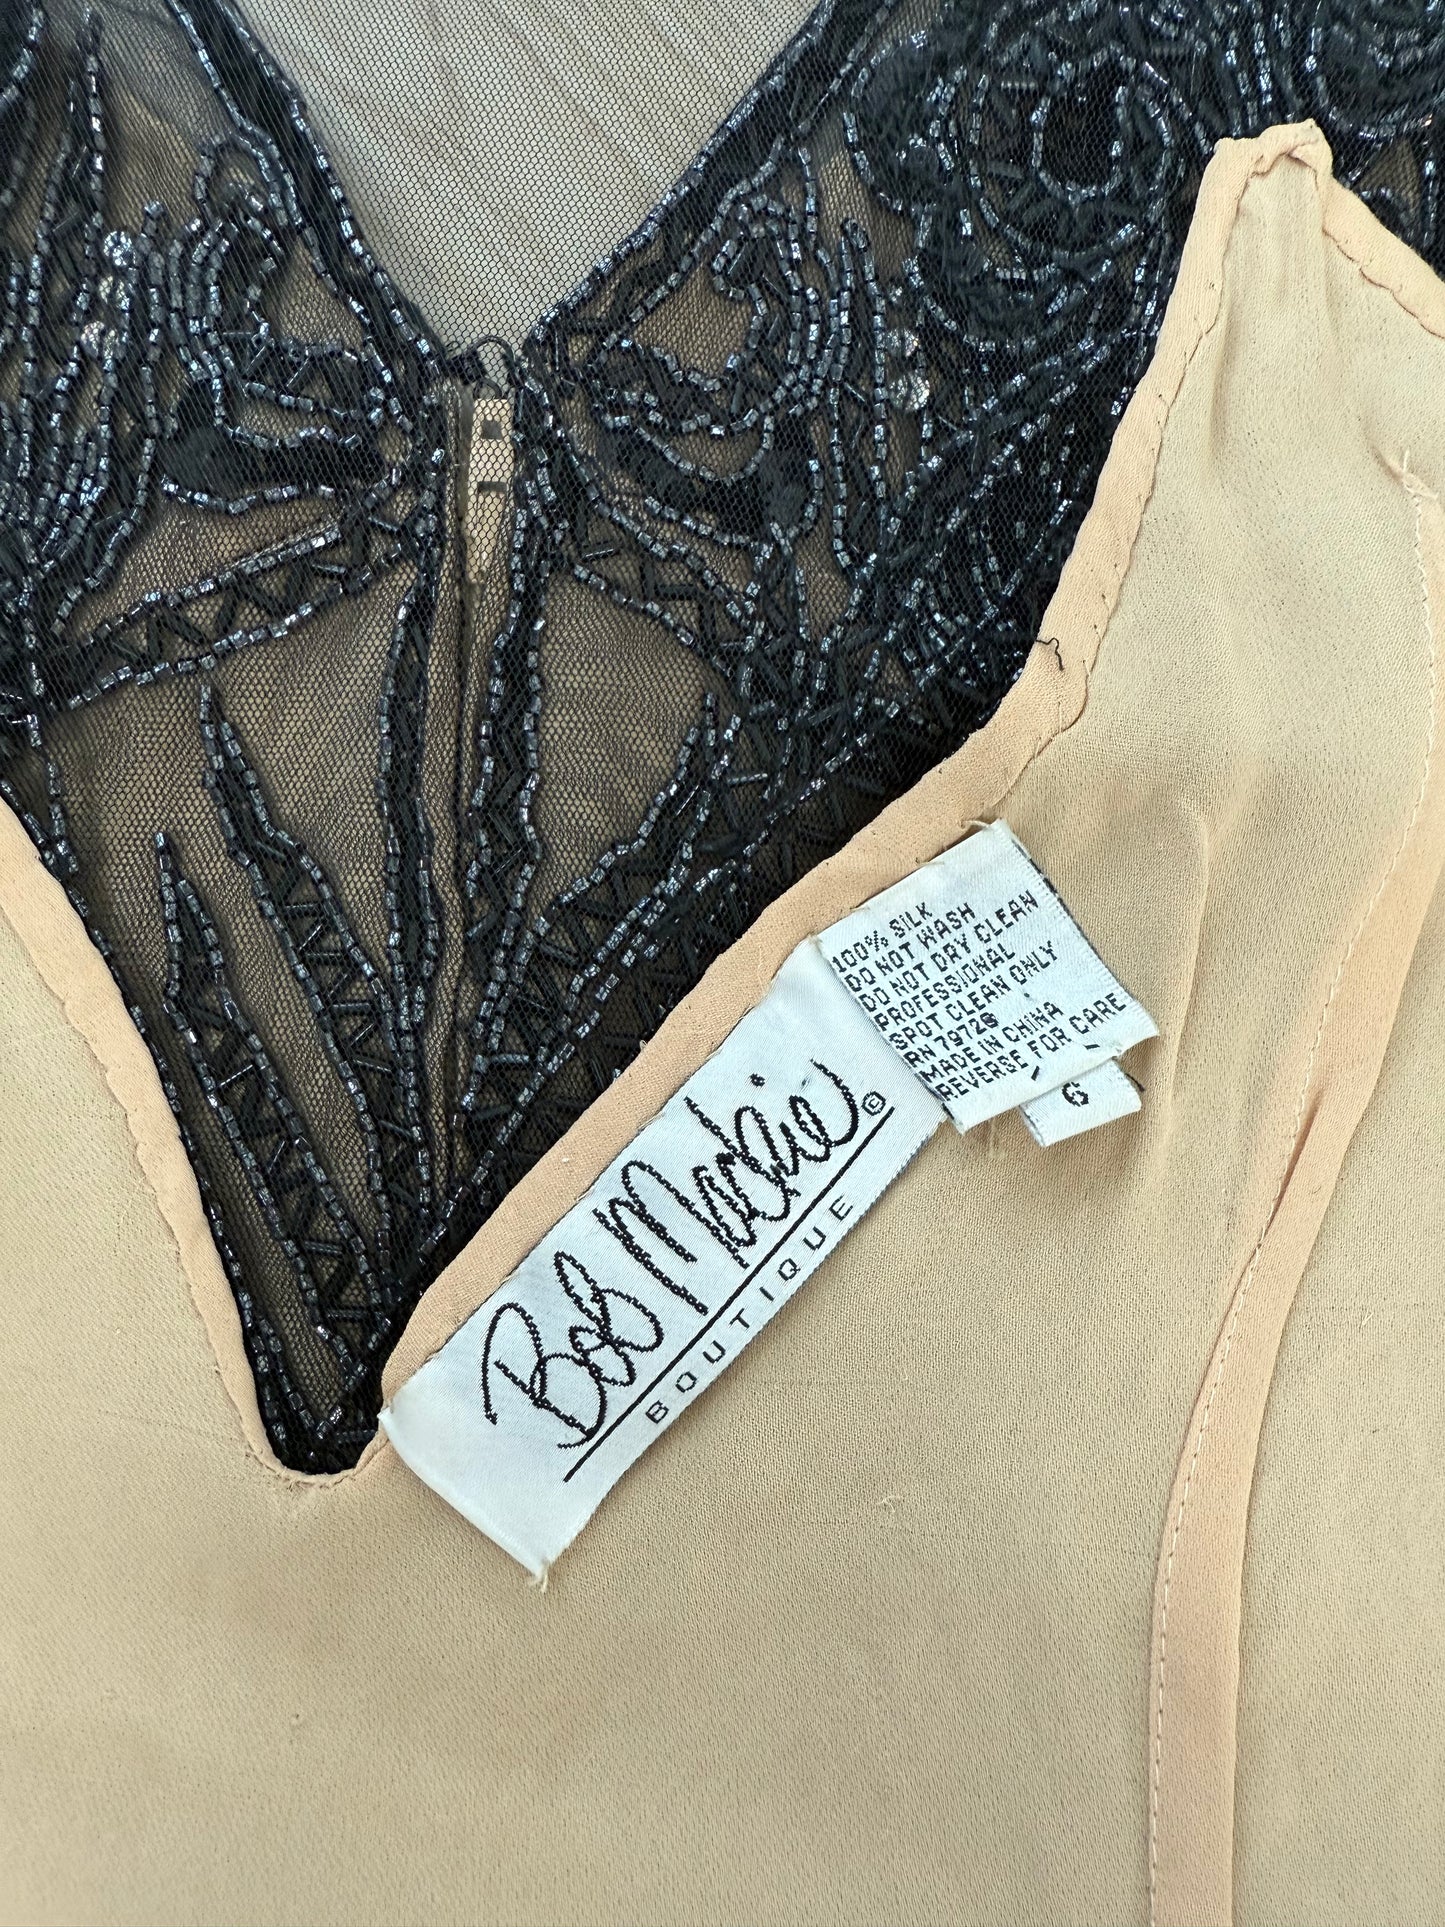 100% SILK
DO NOT WASH
DO NOT DRY CLEAN
PROFESSIONAL
SPOT CLEAN ONLY
RN 79726
MADE IN CHINA
REVERSE FOR CARE
6
Bob Mackie ©
BOUTIQUE